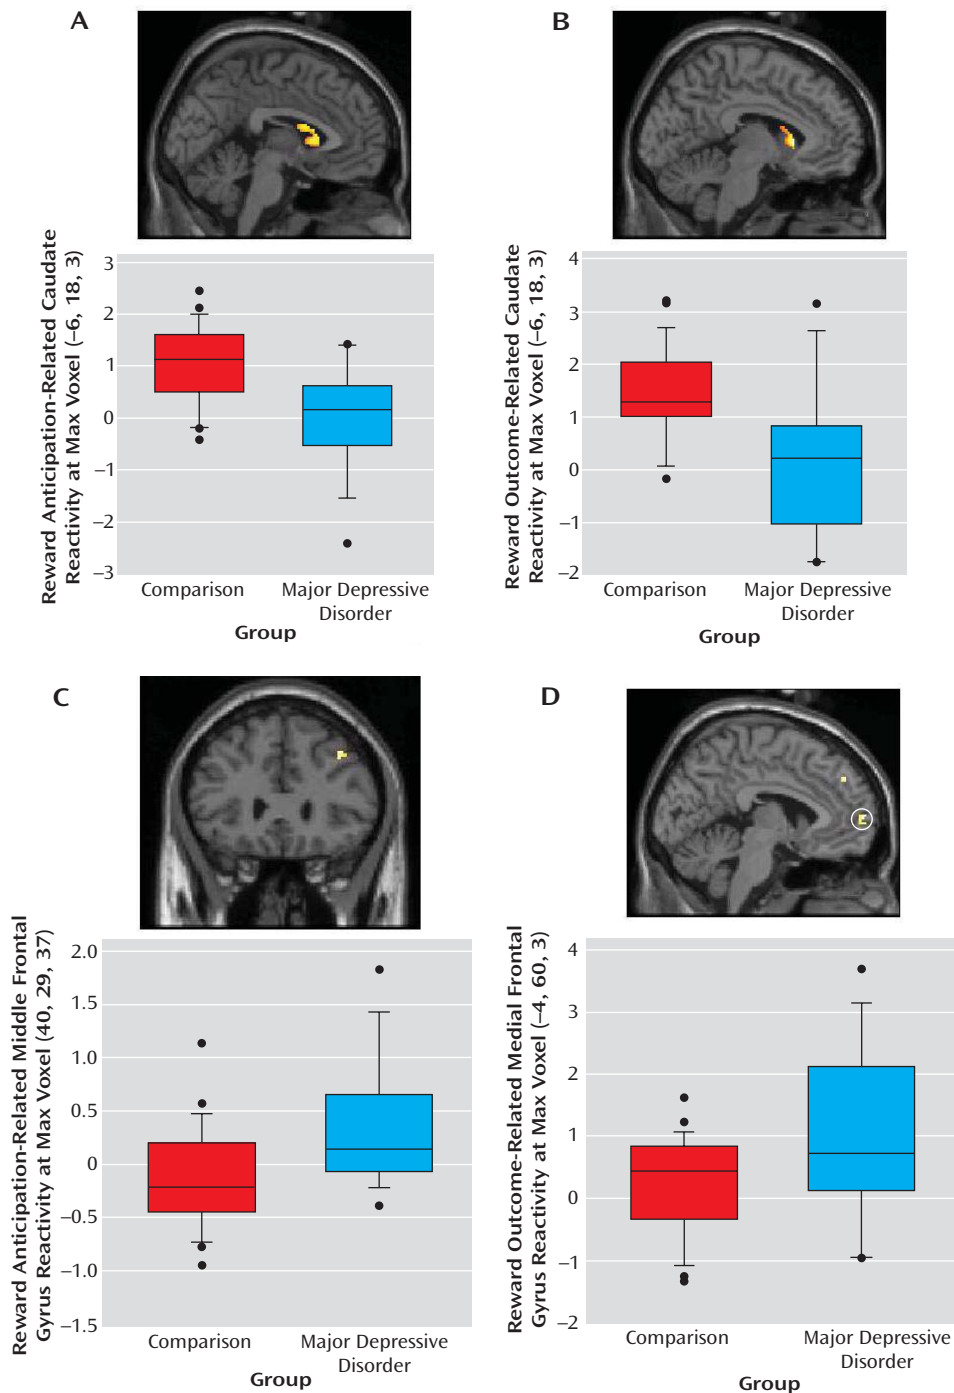 A
Reward Anticipation-Related Caudate
Reactivity at Max Voxel (–6, 18, 3)
3
2
1
0
–1
–2
–3
Comparison
Major Depressive
Disorder
Group
B
Reward Outcome-Related Caudate
Reactivity at Max Voxel (–6, 18, 3)
4
3
2
1
0
–1
–2
Comparison
Major Depressive
Disorder
Group
C
Reward Anticipation-Related Middle Frontal
Gyrus Reactivity at Max Voxel (40, 29, 37)
2.0
1.5
1.0
0.5
0
–0.5
–1.0
–1.5
Comparison
Major Depressive
Disorder
Group
D
Reward Outcome-Related Medial Frontal
Gyrus Reactivity at Max Voxel (–4, 60, 3)
4
3
2
1
0
–1
–2
Comparison
Major Depressive
Disorder
Group